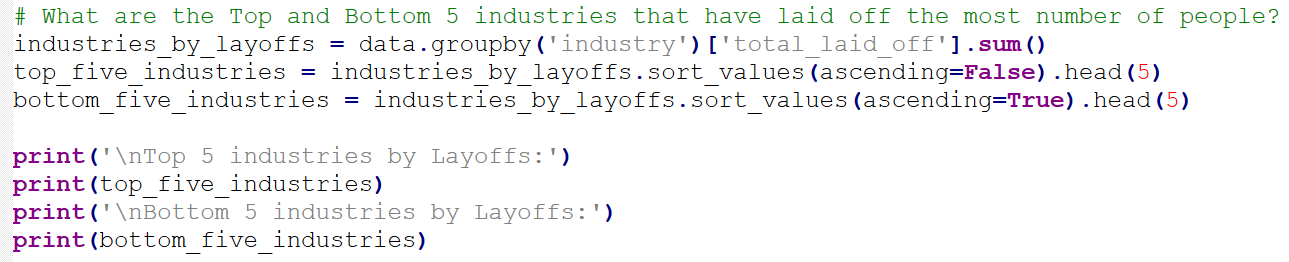 # What are the Top and Bottom 5 industries that have laid off the most number of people?
industries_by_layoffs = data.groupby('industry')['total_laid_off'].sum()
top_five_industries = industries_by_layoffs.sort_values(ascending=False).head(5)
bottom_five_industries = industries_by_layoffs.sort_values(ascending=True).head(5)
print('\nTop 5 industries by Layoffs:')
print(top_five_industries)
print('\nBottom 5 industries by Layoffs:')
print(bottom_five_industries)